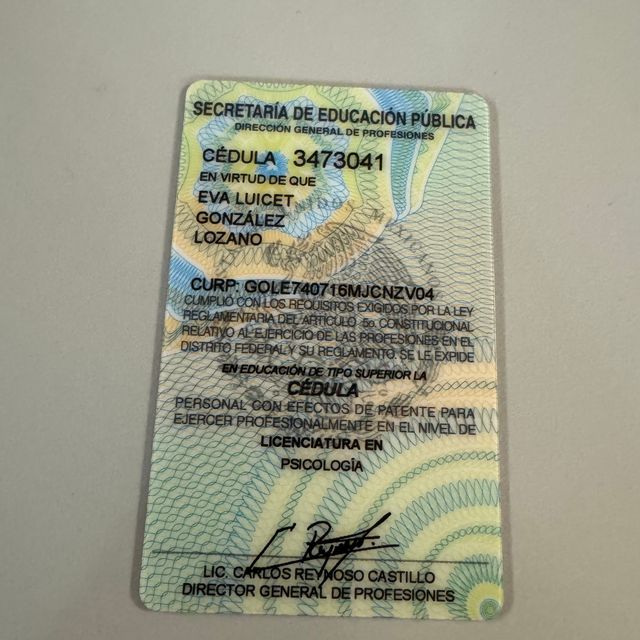 SECRETARÍA DE EDUCACIÓN PÚBLICA
DIRECCIÓN GENERAL DE PROFESIONES
CÉDULA 3473041
EN VIRTUD DE QUE
EVA LUICET
GONZÁLEZ
LOZANO
CURP: GOLE740716MJCNZV04
CUMPLIÓ CON LOS REQUISITOS EXIGIDOS POR LA LEY
REGLAMENTARIA DEL ARTÍCULO 5o. CONSTITUCIONAL
RELATIVO AL EJERCICIO DE LAS PROFESIONES EN EL
DISTRITO FEDERAL Y SU REGLAMENTO, SE LE EXPIDE
EN EDUCACIÓN DE TIPO SUPERIOR LA
CÉDULA
PERSONAL CON EFECTOS DE PATENTE PARA
EJERCER PROFESIONALMENTE EN EL NIVEL DE
LICENCIATURA EN
PSICOLOGÍA
LIC. CARLOS REYNOSO CASTILLO
DIRECTOR GENERAL DE PROFESIONES